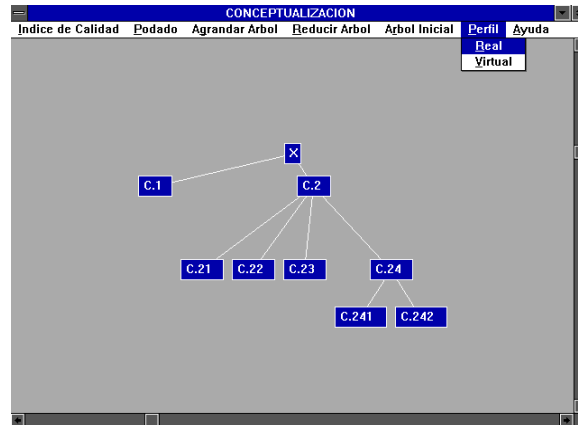 CONCEPTUALIZACION
Indice de Calidad Podado Agrandar Arbol Reducir Arbol Arbol Inicial Perfil Ayuda
Real
Virtual
X
C.1 C.2
C.21 C.22 C.23 C.24
C.241 C.242